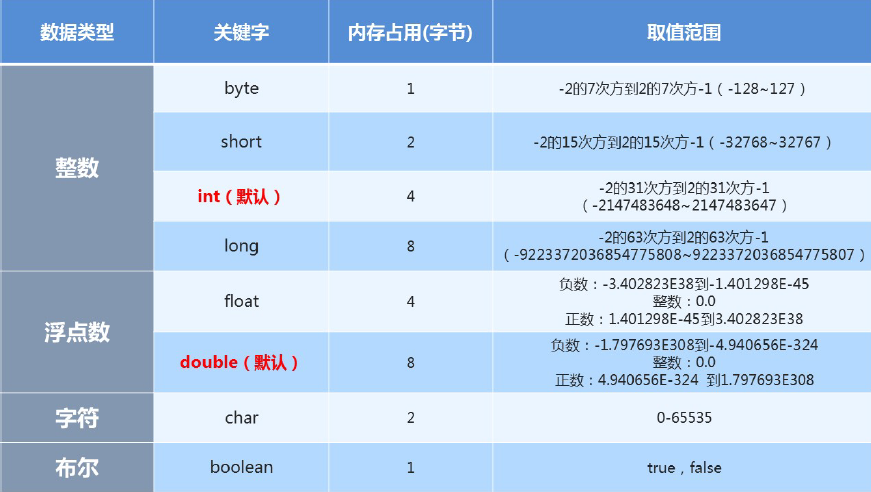 数据类型 关键字 内存占用(字节) 取值范围
整数
byte 1 -2的7次方到2的7次方-1（-128~127）
short 2 -2的15次方到2的15次方-1（-32768~32767）
int（默认） 4 -2的31次方到2的31次方-1
（-2147483648~2147483647）
long 8 -2的63次方到2的63次方-1
（-9223372036854775808~9223372036854775807）
浮点数
float 4 负数：-3.402823E38到-1.401298E-45
整数：0.0
正数：1.401298E-45到3.402823E38
double（默认） 8 负数：-1.797693E308到-4.940656E-324
整数：0.0
正数：4.940656E-324 到1.797693E308
字符 char 2 0-65535
布尔 boolean 1 true，false